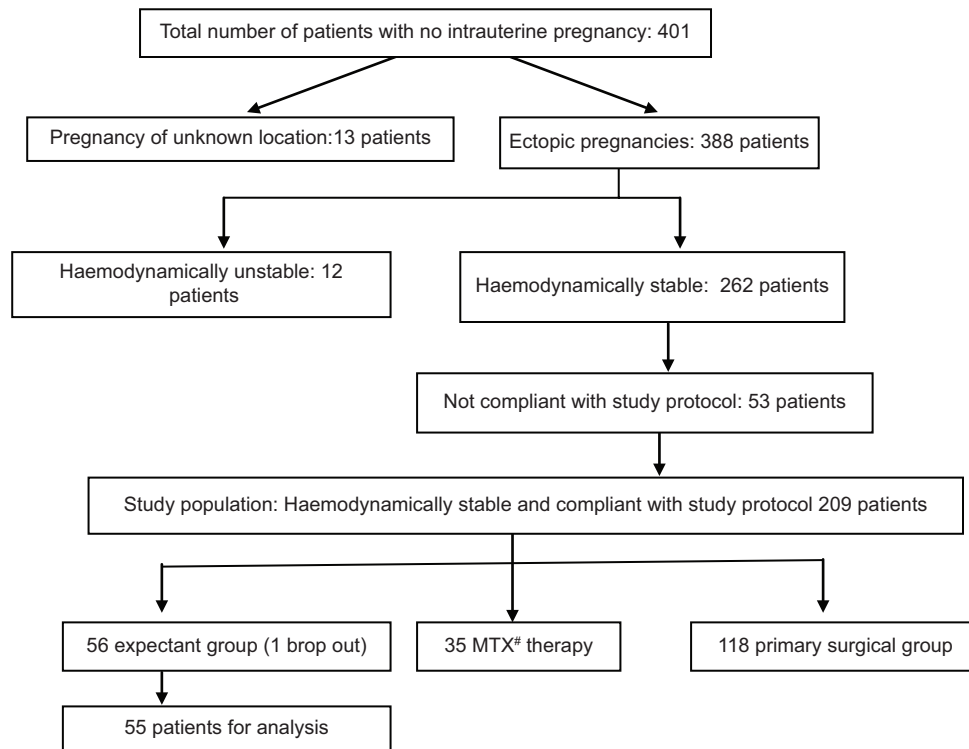 Total number of patients with no intrauterine pregnancy: 401
Pregnancy of unknown location:13 patients
Ectopic pregnancies: 388 patients
Haemodynamically unstable: 12
patients
Haemodynamically stable: 262 patients
Not compliant with study protocol: 53 patients
Study population: Haemodynamically stable and compliant with study protocol 209 patients
56 expectant group (1 brop out)
35 MTX# therapy
118 primary surgical group
55 patients for analysis